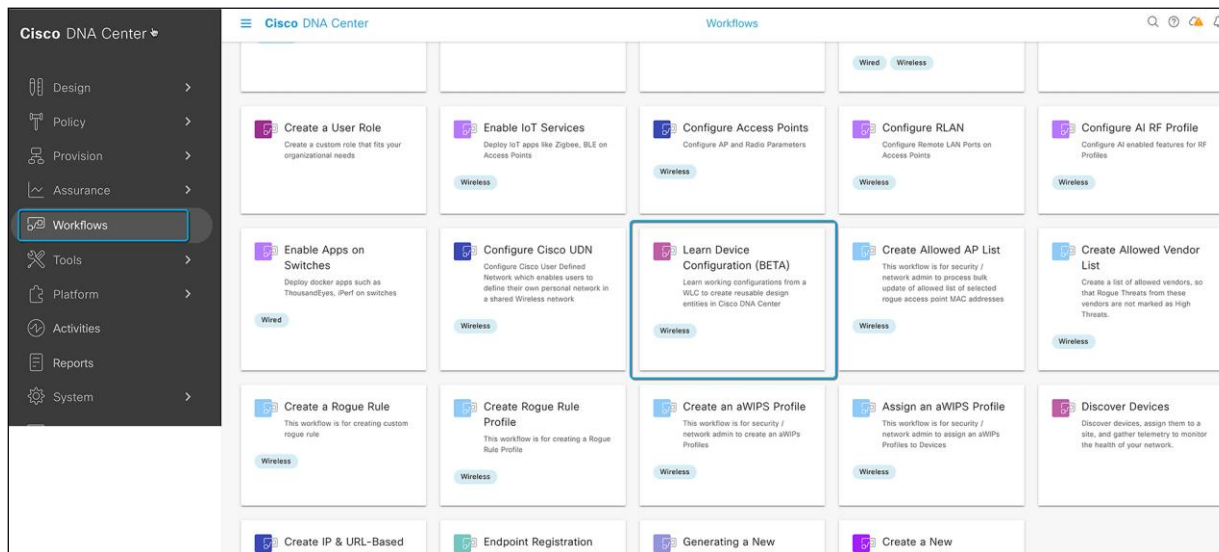 Cisco DNA Center
Design
Policy
Provision
Assurance
Workflows
Tools
Platform
Activities
Reports
System
Cisco DNA Center
Workflows
Wired Wireless
Create a User Role
Create a custom role that fits your
organizational needs
Enable IoT Services
Deploy IoT apps like Zigbee, BLE on
Access Points
Wireless
Configure Access Points
Configure AP and Radio Parameters
Wireless
Configure RLAN
Configure Remote LAN Ports on
Access Points
Wireless
Configure AI RF Profile
Configure AI enabled features for RF
Profiles
Wireless
Enable Apps on
Switches
Deploy docker apps such as
ThousandEyes, iPerf on switches
Wired
Configure Cisco UDN
Configure Cisco User Defined
Network which enables users to
define their own personal network in
a shared Wireless network
Wireless
Learn Device
Configuration (BETA)
Learn working configurations from a
WLC to create reusable design
entities in Cisco DNA Center
Wireless
Create Allowed AP List
This workflow is for security /
network admin to process bulk
update of allowed list of selected
rogue access point MAC addresses
Wireless
Create Allowed Vendor
List
Create a list of allowed vendors, so
that Rogue Threats from these
vendors are not marked as High
Threats.
Wireless
Create a Rogue Rule
This workflow is for creating custom
rogue rule
Wireless
Create Rogue Rule
Profile
This workflow is for creating a Rogue
Rule Profile
Wireless
Create an aWIPS Profile
This workflow is for security /
network admin to create an aWIPs
Profiles
Wireless
Assign an aWIPS Profile
This workflow is for security /
network admin to assign an aWIPs
Profiles to Devices
Wireless
Discover Devices
Discover devices, assign them to a
site, and gather telemetry to monitor
the health of your network.
Create IP & URL-Based
Endpoint Registration
Generating a New
Create a New